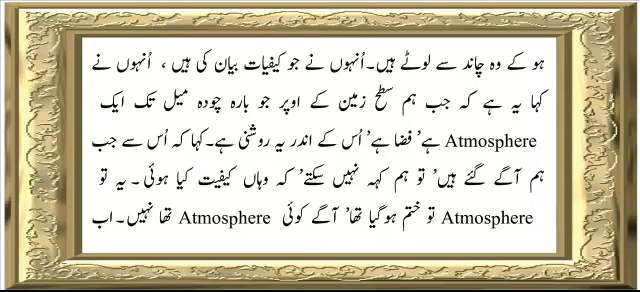 ہو کے وہ چاند سے لوٹے ہیں۔ اُنہوں نے جو کیفیات بیان کی ہیں ، اُنہوں نے
کہا یہ ہے کہ جب ہم سطح زمین کے اوپر جو بارہ چودہ میل تک ایک
Atmosphere ہے‘ فضا ہے‘ اُس کے اندر یہ روشنی ہے۔ کہا کہ اُس سے جب
ہم آگے گئے ہیں‘ تو ہم کہہ نہیں سکتے‘ کہ وہاں کیفیت کیا ہوئی ۔ یہ تو
Atmosphere تو ختم ہوگیا تھا‘ آگے کوئی Atmosphere تھا نہیں۔ اب